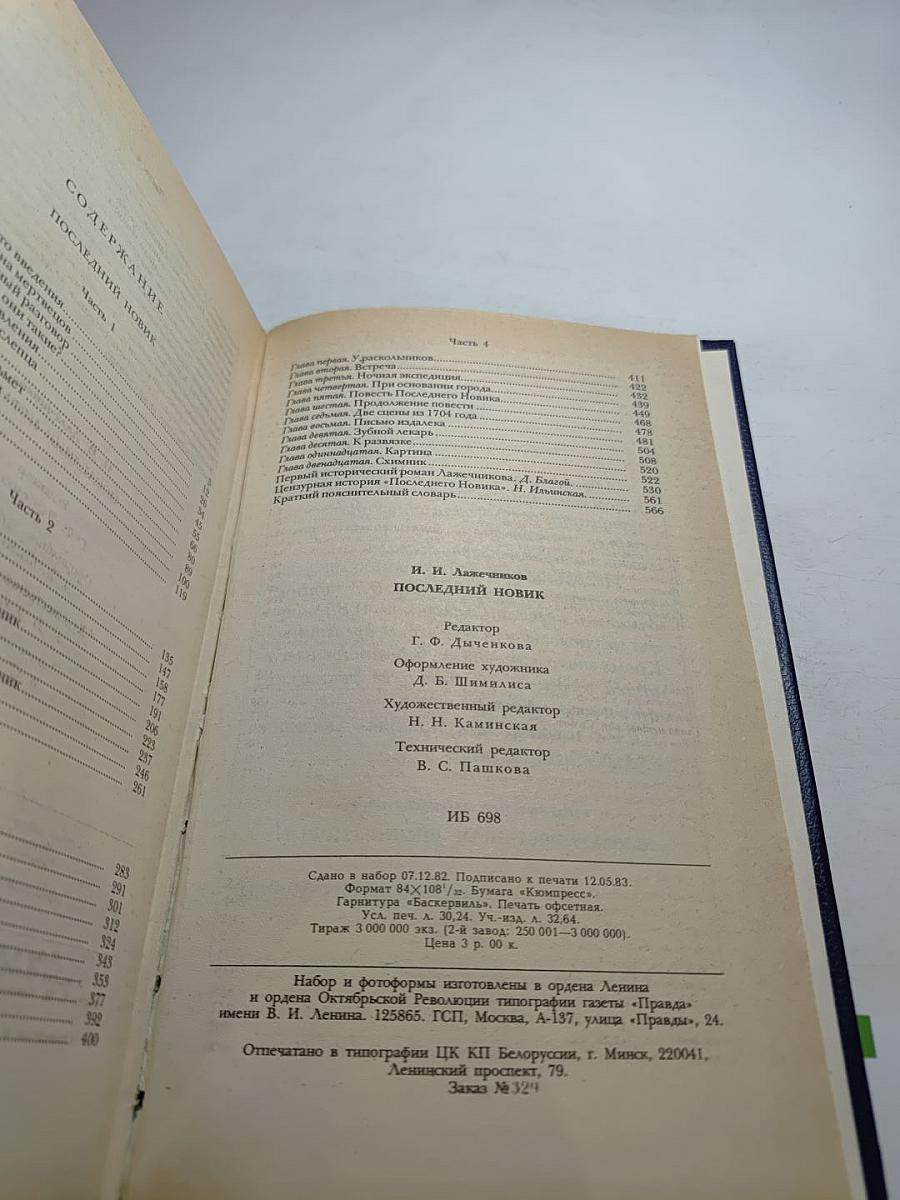 СОДЕРЖАНИЕ
ПОСЛЕДНИЙ НОВИК
Часть 1
введения
на мертвецов
разговор
они такие?
слепца
119
Часть 2
135
147
158
177
191
206
223
237
246
261
283
291
301
312
324
343
353
377
392
400
Часть 4
Глава первая. У раскольников 411
Глава вторая. Встреча 422
Глава третья. Ночная экспедиция 432
Глава четвертая. При основании города 439
Глава пятая. Повесть Последнего Новика 449
Глава шестая. Продолжение повести 468
Глава седьмая. Две сцены из 1704 года 478
Глава восьмая. Письмо издалека 481
Глава девятая. Зубной лекарь 504
Глава десятая. К развязке 508
Глава одиннадцатая. Картина 520
Глава двенадцатая. Схимник 522
Первый исторический роман Лажечникова. Д. Благой. 530
Цензурная история «Последнего Новика». Н. Ильинская. 561
Краткий пояснительный словарь 566
И. И. Лажечников
ПОСЛЕДНИЙ НОВИК
Редактор
Г. Ф. Дыченкова
Оформление художника
Д. Б. Шимилиса
Художественный редактор
Н. Н. Каминская
Технический редактор
В. С. Пашкова
ИБ 698
Сдано в набор 07.12.82. Подписано к печати 12.05.83.
Формат 84×108¹/₃₂. Бумага «Кюмпресс».
Гарнитура «Баскервиль». Печать офсетная.
Усл. печ. л. 30,24. Уч.-изд. л. 32,64.
Тираж 3 000 000 экз. (2-й завод: 250 001—3 000 000).
Цена 3 р. 00 к.
Набор и фотоформы изготовлены в ордена Ленина
и ордена Октябрьской Революции типографии газеты «Правда»
имени В. И. Ленина. 125865. ГСП, Москва, А-137, улица «Правды», 24.
Отпечатано в типографии ЦК КП Белоруссии, г. Минск, 220041,
Ленинский проспект, 79.
Заказ № 324